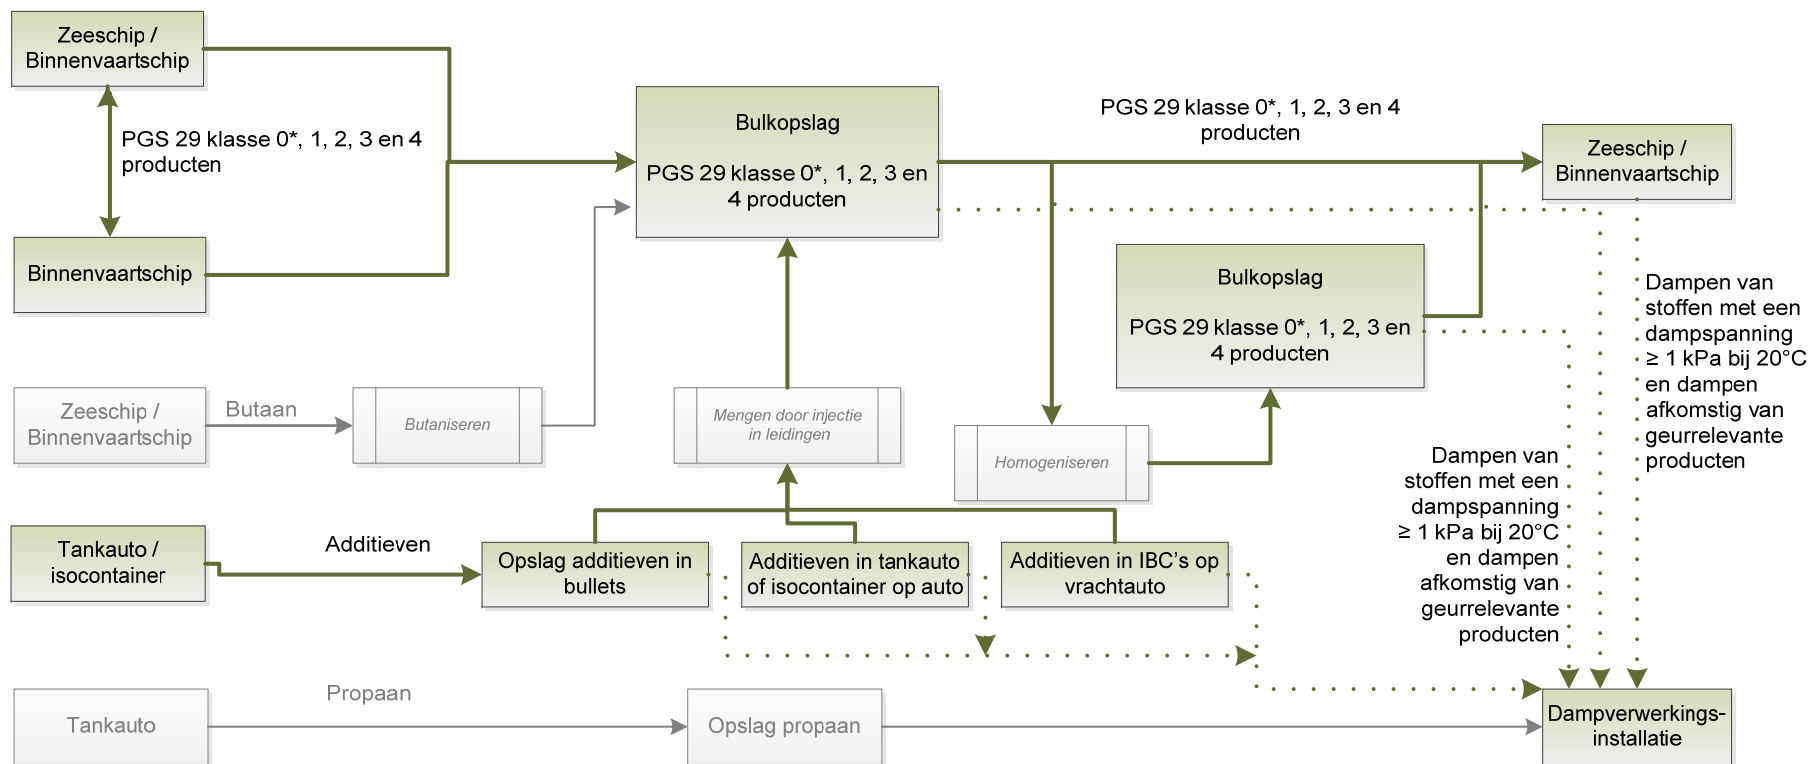 Zeeschip /
Binnenvaartschip
PGS 29 klasse 0*, 1, 2, 3 en 4
producten
Binnenvaartschip
Bulkopslag
PGS 29 klasse 0*, 1, 2, 3 en
4 producten
PGS 29 klasse 0*, 1, 2, 3 en 4
producten
Zeeschip /
Binnenvaartschip
Bulkopslag
PGS 29 klasse 0*, 1, 2, 3 en
4 producten
Dampen van
stoffen met een
dampspanning
≥ 1 kPa bij 20°C
en dampen
afkomstig van
geurrelevante
producten
Zeeschip /
Binnenvaartschip
Butaan
Butaniseren
Mengen door injectie
in leidingen
Homogeniseren
Dampen van
stoffen met een
dampspanning
≥ 1 kPa bij 20°C
en dampen
afkomstig van
geurrelevante
producten
Tankauto /
isocontainer
Additieven
Opslag additieven in
bullets
Additieven in tankauto
of isocontainer op auto
Additieven in IBC's op
vrachtauto
Tankauto
Propaan
Opslag propaan
Dampverwerkings-
installatie